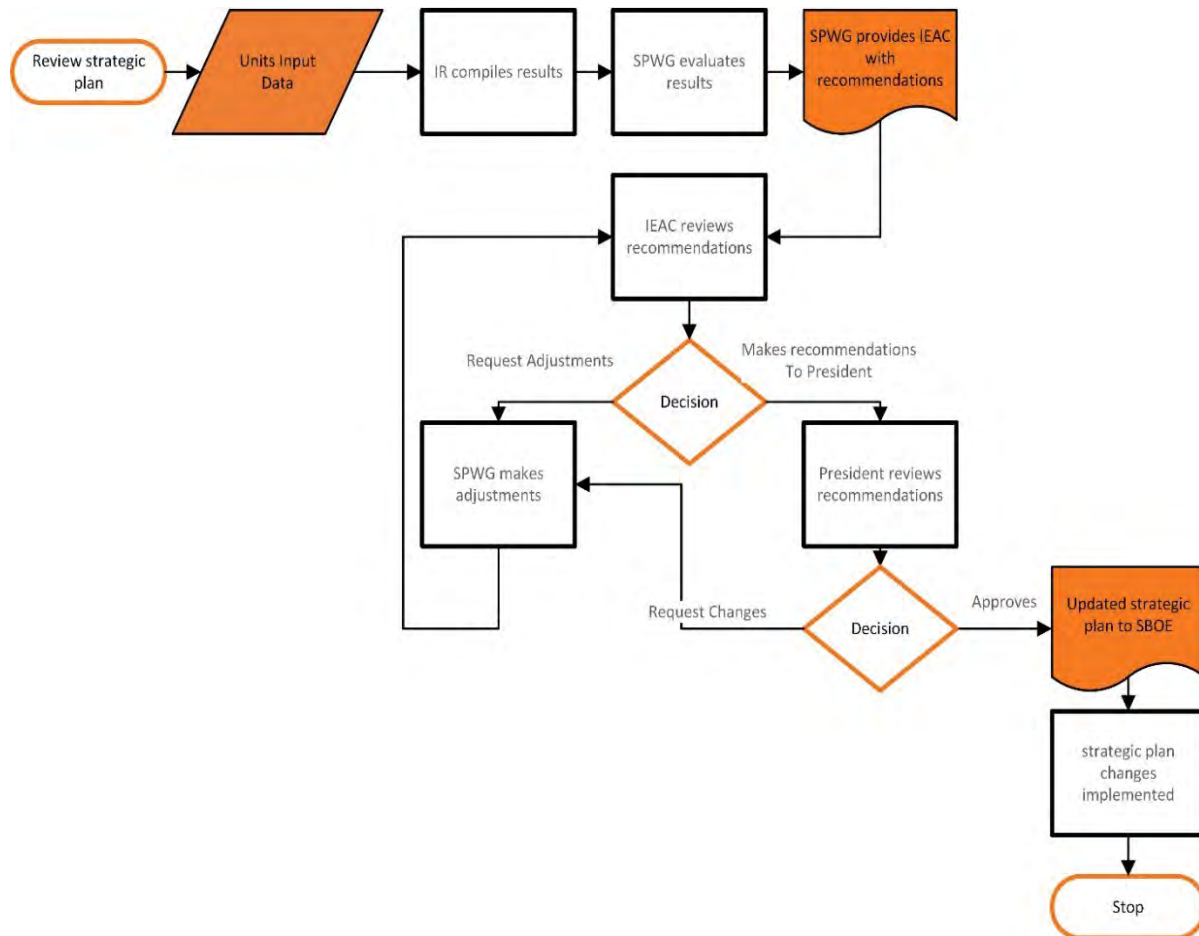 Review strategic
plan
Units Input
Data
IR compiles results
SPWG evaluates
results
SPWG provides IEAC
with
recommendations
IEAC reviews
recommendations
Request Adjustments
Makes recommendations
To President
Decision
SPWG makes
adjustments
President reviews
recommendations
Request Changes
Decision
Approves
Updated strategic
plan to SBOE
strategic plan
changes
implemented
Stop